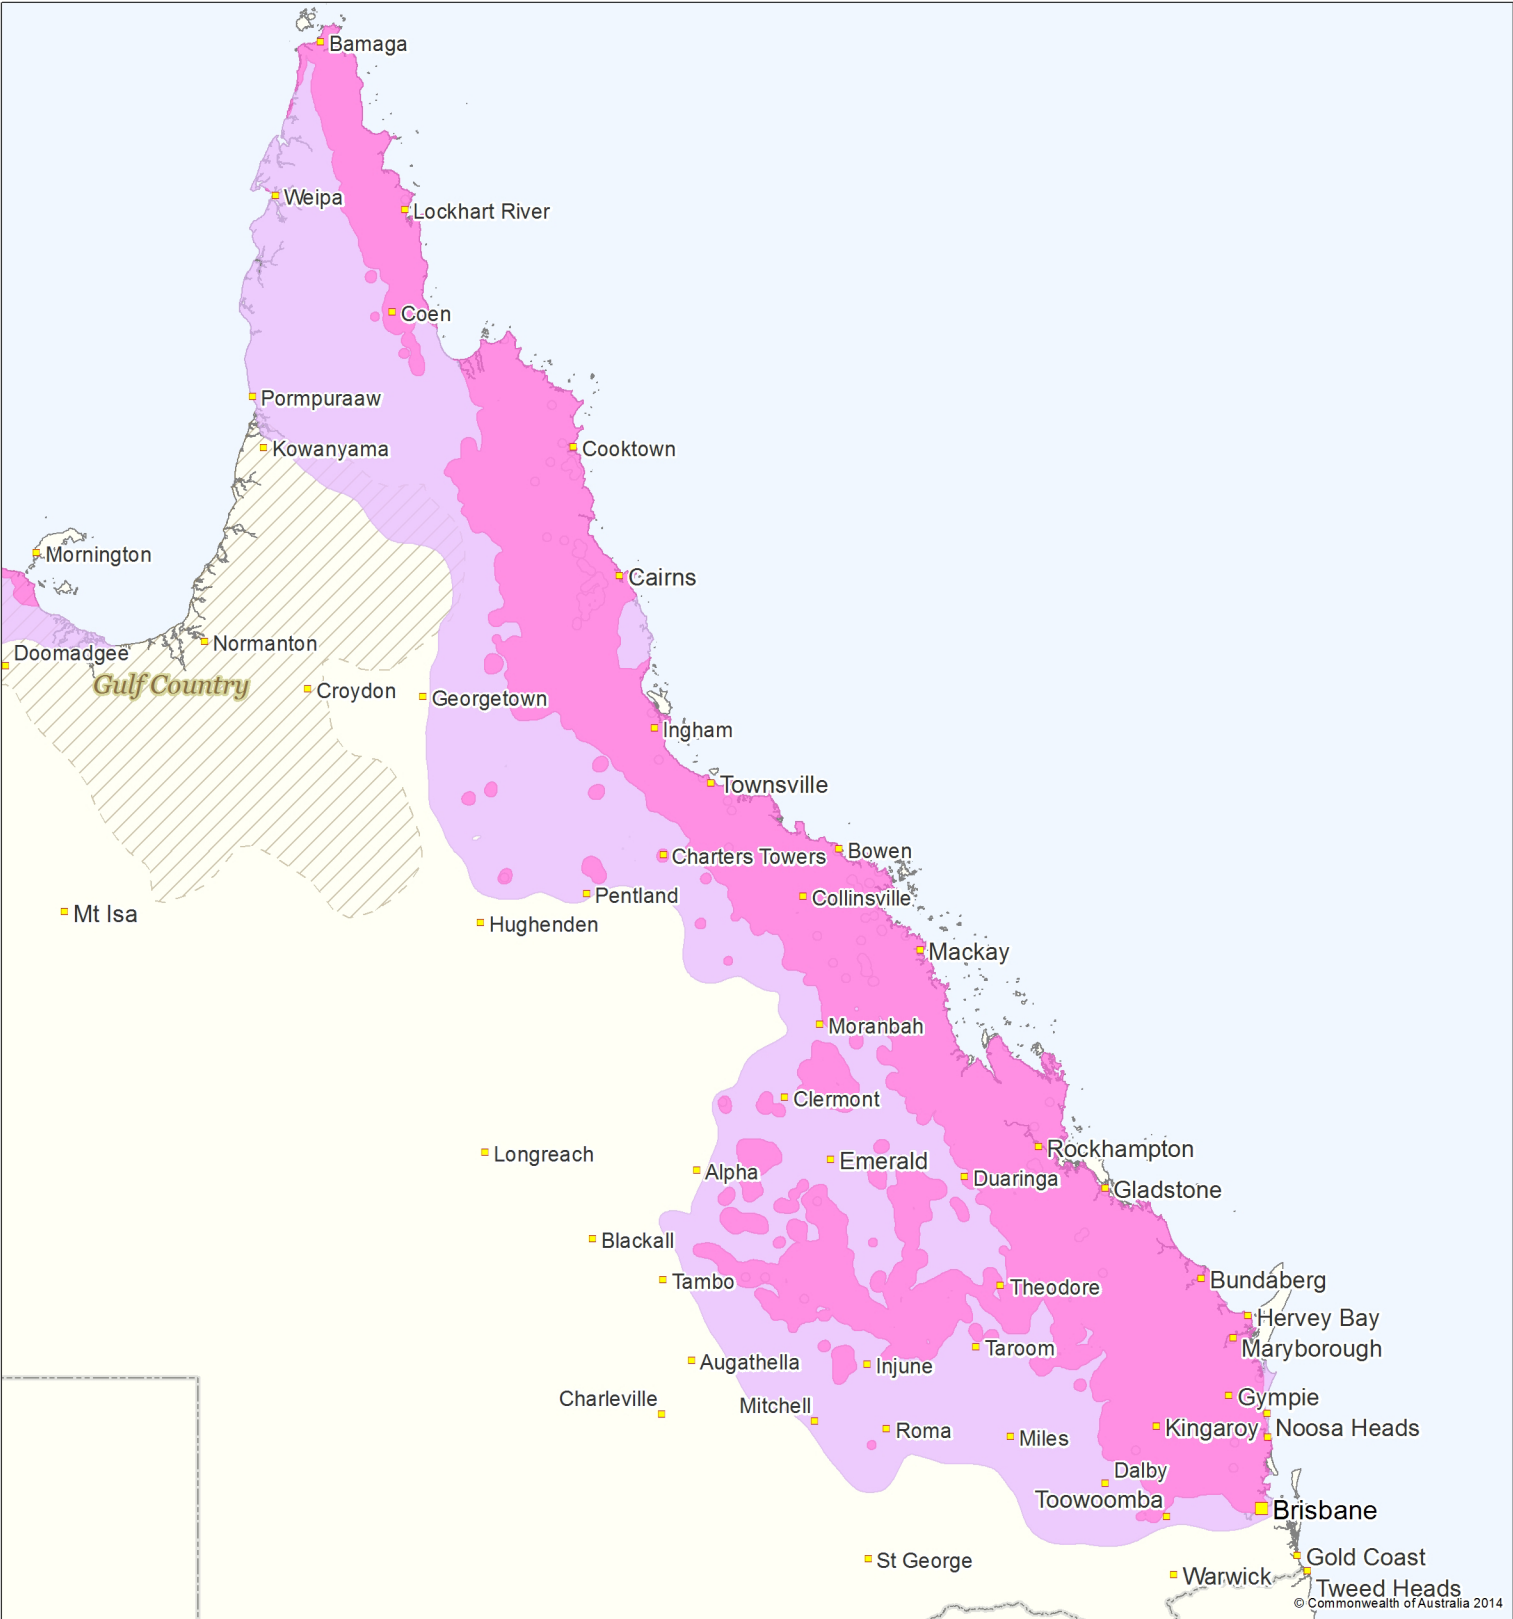 Bamaga
Weipa
Lockhart River
Coen
Pormpuraaw
Kowanyama
Cooktown
Mornington
Cairns
Normanton
Doomadgee
Gulf Country
Croydon
Georgetown
Ingham
Townsville
Charters Towers
Bowen
Pentland
Collinsville
Mt Isa
Hughenden
Mackay
Moranbah
Clermont
Longreach
Rockhampton
Alpha
Emerald
Duaringa
Gladstone
Blackall
Tambo
Theodore
Bundaberg
Hervey Bay
Maryborough
Taroom
Augathella
Injune
Charleville
Mitchell
Gympie
Roma
Miles
Kingaroy
Noosa Heads
Dalby
Toowoomba
Brisbane
St George
Gold Coast
Warwick
Tweed Heads
© Commonwealth of Australia 2014